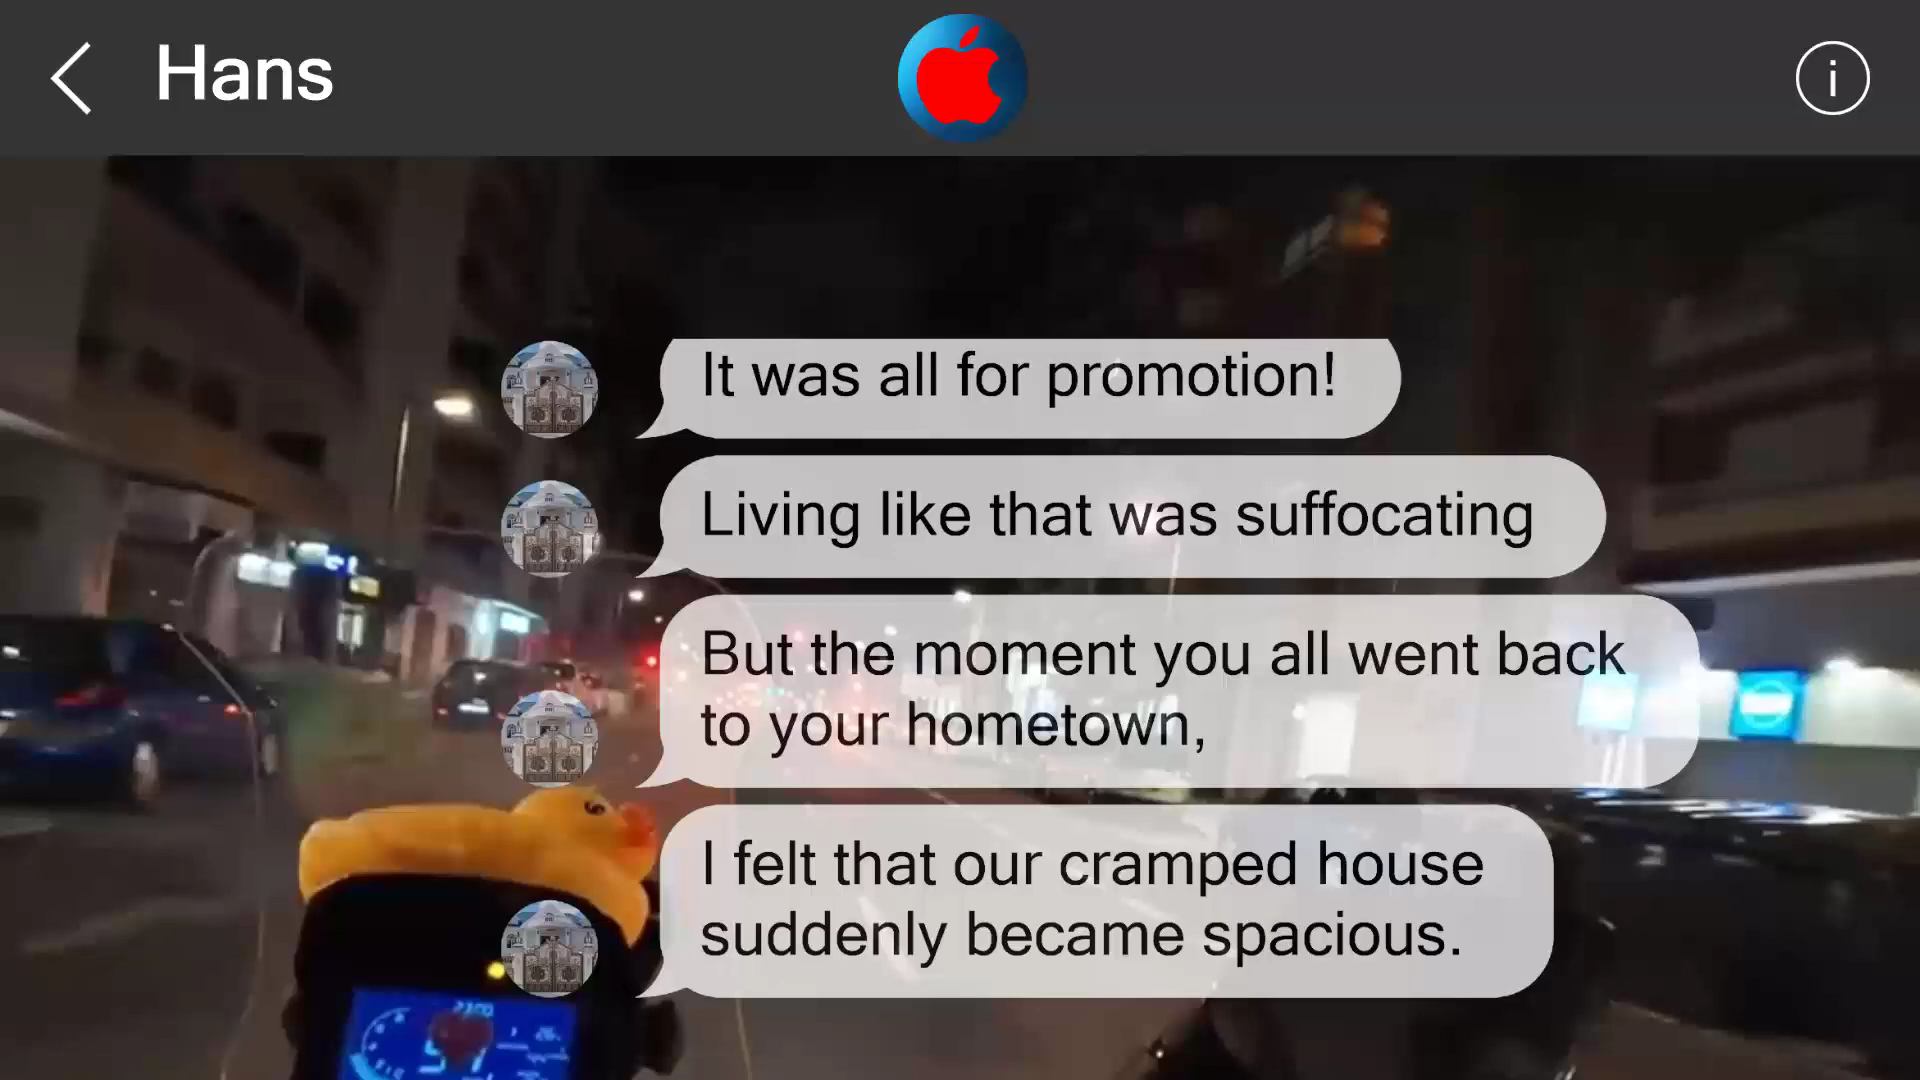 Hans
i
It was all for promotion!
Living like that was suffocating
But the moment you all went back
to your hometown,
I felt that our cramped house
suddenly became spacious.